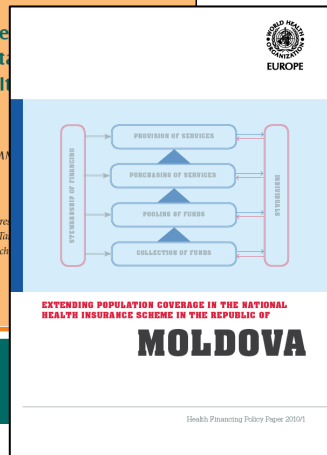 WORLD HEALTH
ORGANIZATION
EUROPE
PROVISION OF SERVICES
PURCHASING OF SERVICES
POOLING OF FUNDS
COLLECTION OF FUNDS
STEWARDSHIP OF FINANCING
INDIVIDUALS
EXTENDING POPULATION COVERAGE IN THE NATIONAL
HEALTH INSURANCE SCHEME IN THE REPUBLIC OF
MOLDOVA
Health Financing Policy Paper 2010/1